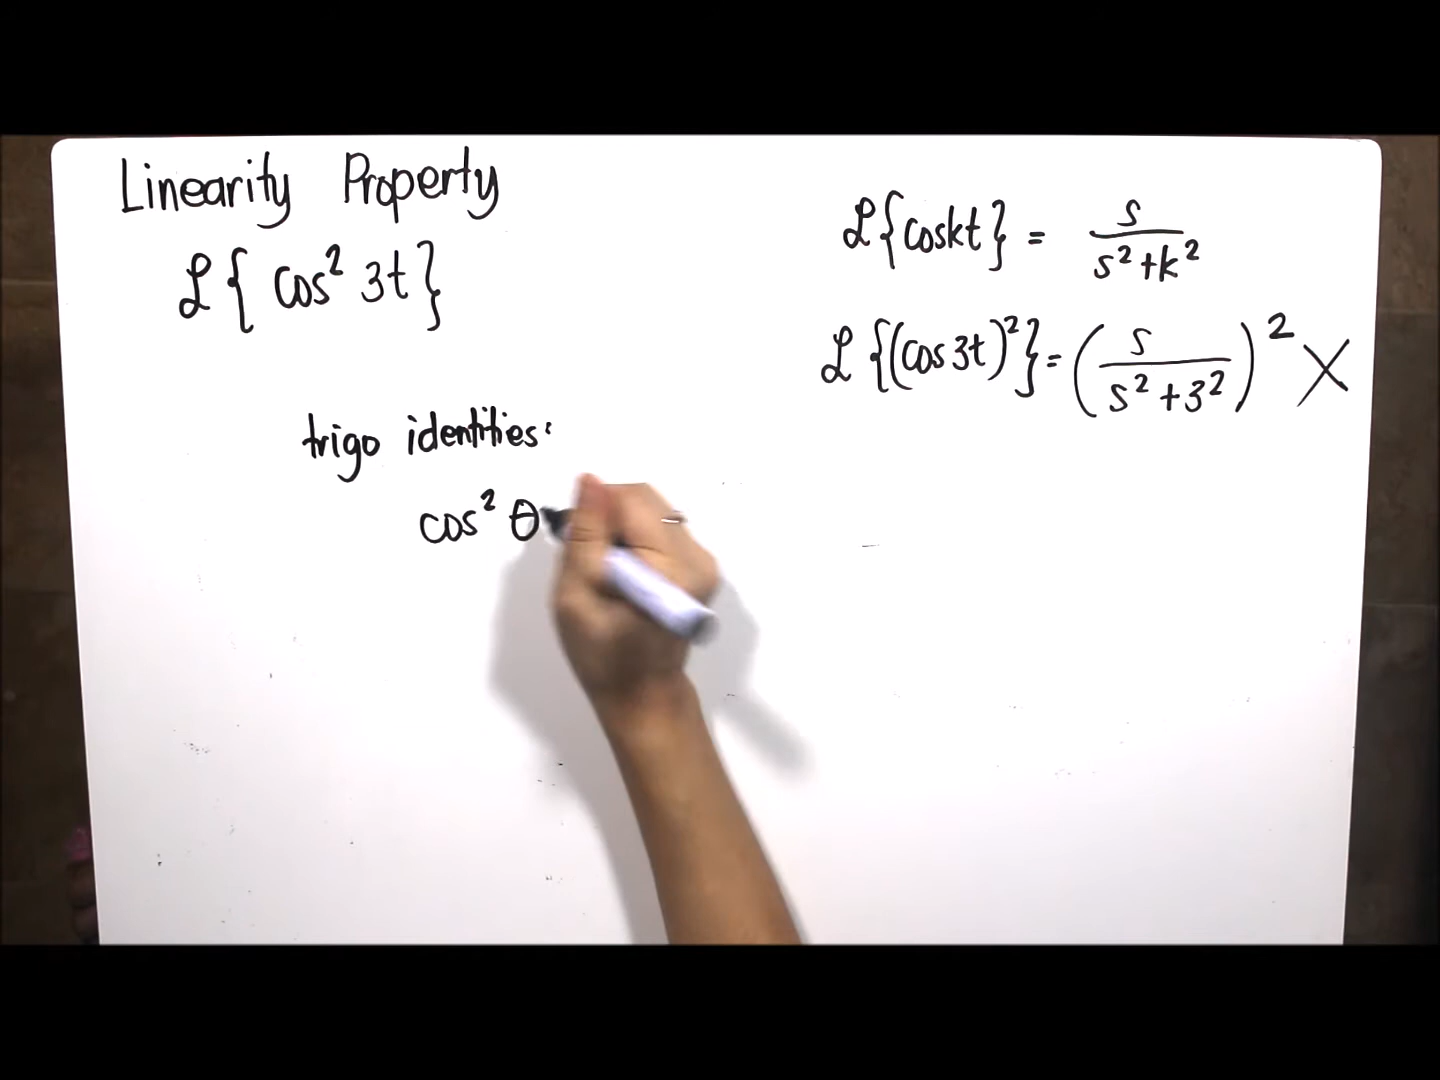 Linearity Property
ℒ{cos² 3t}
ℒ{coskt} = s/(s²+k²)
ℒ{(cos 3t)²} = (s/(s²+3²))² X
trigo identities:
cos² θ